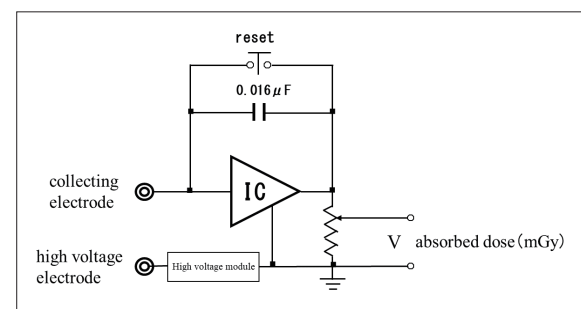 reset
0.016μF
IC
collecting
electrode
V absorbed dose(mGy)
high voltage
electrode
High voltage module